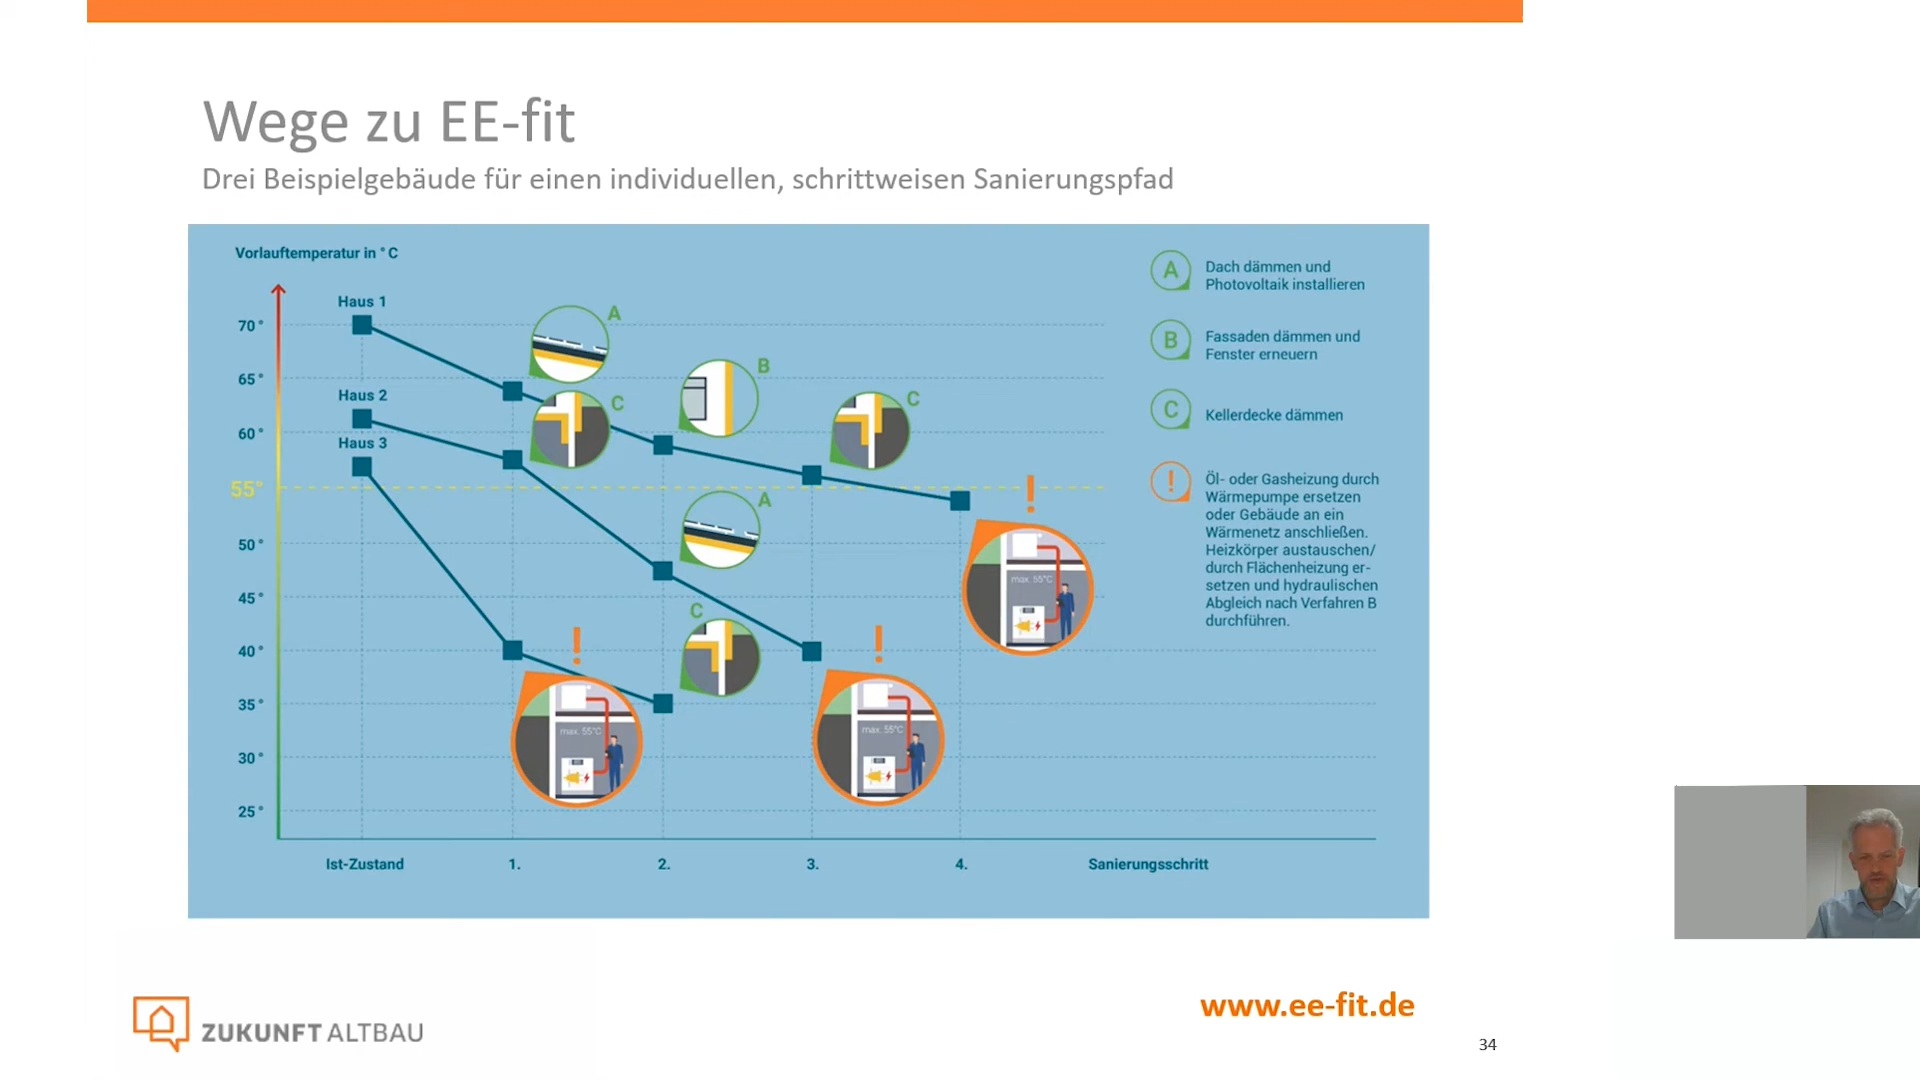 Wege zu EE-fit
Drei Beispielgebäude für einen individuellen, schrittweisen Sanierungspfad
Vorlauftemperatur in °C
Haus 1
Haus 2
Haus 3
70°
65°
60°
55°
50°
45°
40°
35°
30°
25°
A
B
C
C
A
C
!
!
!
max. 55°C
max. 55°C
max. 55°C
A
Dach dämmen und
Photovoltaik installieren
B
Fassaden dämmen und
Fenster erneuern
C
Kellerdecke dämmen
!
Öl- oder Gasheizung durch
Wärmepumpe ersetzen
oder Gebäude an ein
Wärmenetz anschließen.
Heizkörper austauschen/
durch Flächenheizung er-
setzen und hydraulischen
Abgleich nach Verfahren B
durchführen.
Ist-Zustand
1.
2.
3.
4.
Sanierungsschritt
ZUKUNFT ALTBAU
www.ee-fit.de
34